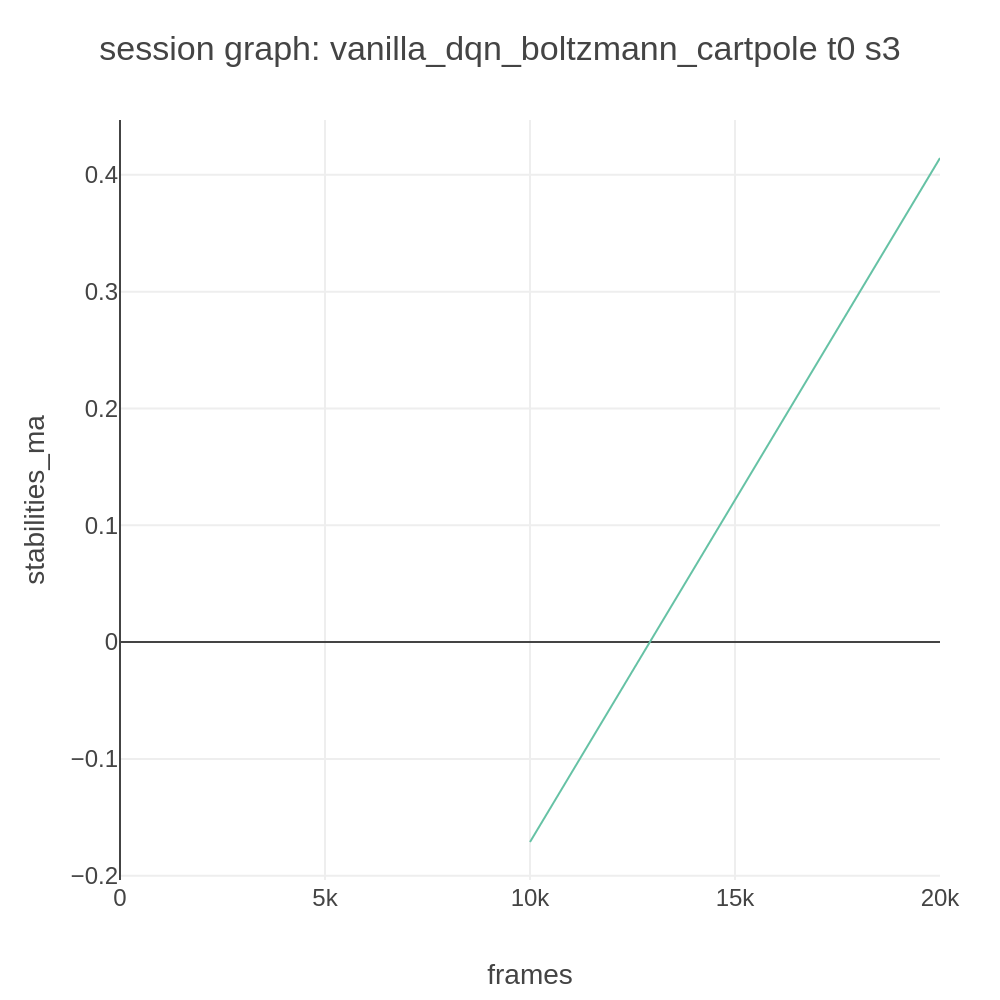 session graph: vanilla_dqn_boltzmann_cartpole t0 s3
stabilities_ma
0.4
0.3
0.2
0.1
0
−0.1
−0.2
0
5k
10k
15k
20k
frames